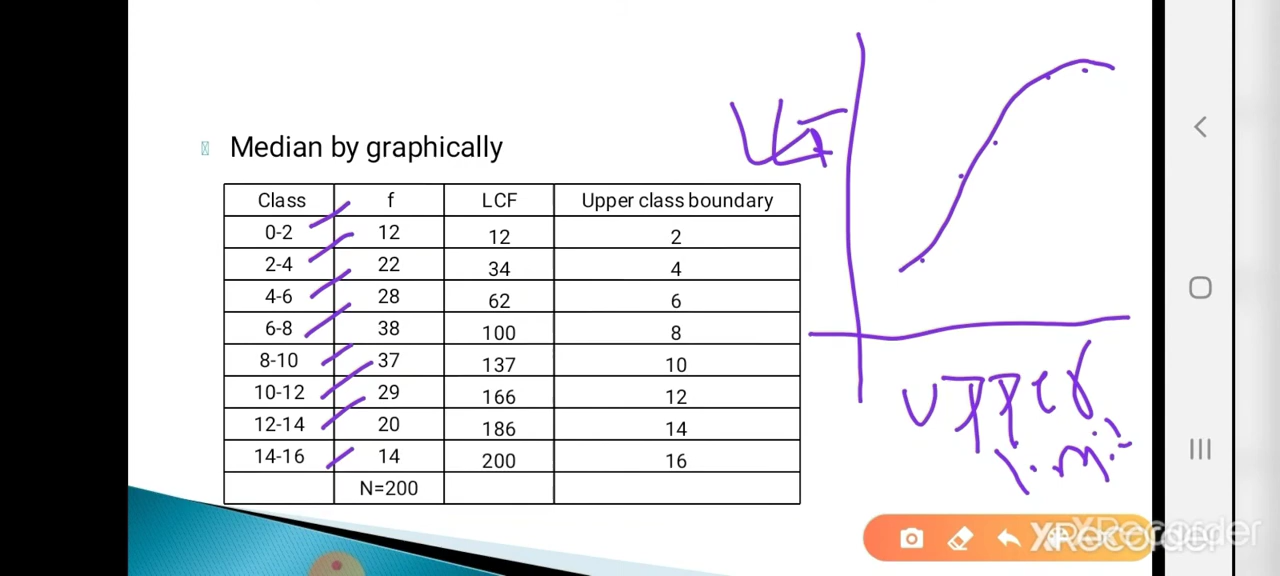 Median by graphically
Class f LCF Upper class boundary
0-2 12 12 2
2-4 22 34 4
4-6 28 62 6
6-8 38 100 8
8-10 37 137 10
10-12 29 166 12
12-14 20 186 14
14-16 14 200 16
N=200
upper
XRecorder